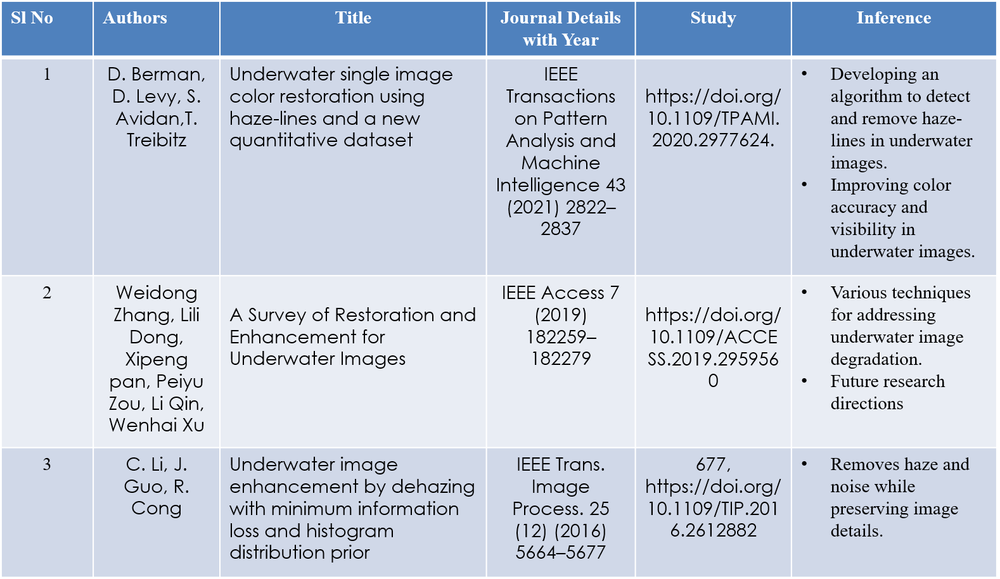 Sl No
Authors
Title
Journal Details
with Year
Study
Inference
1
D. Berman,
D. Levy, S.
Avidan,T.
Treibitz
Underwater single image
color restoration using
haze-lines and a new
quantitative dataset
IEEE
Transactions
on Pattern
Analysis and
Machine
Intelligence 43
(2021) 2822–
2837
https://doi.org/
10.1109/TPAMI.
2020.2977624.
• Developing an
algorithm to detect
and remove haze-
lines in underwater
images.
• Improving color
accuracy and
visibility in
underwater images.
2
Weidong
Zhang, Lili
Dong,
Xipeng
pan, Peiyu
Zou, Li Qin,
Wenhai Xu
A Survey of Restoration and
Enhancement for
Underwater Images
IEEE Access 7
(2019)
182259–
182279
https://doi.org/
10.1109/ACCE
SS.2019.295956
0
• Various techniques
for addressing
underwater image
degradation.
• Future research
directions
3
C. Li, J.
Guo, R.
Cong
Underwater image
enhancement by dehazing
with minimum information
loss and histogram
distribution prior
IEEE Trans.
Image
Process. 25
(12) (2016)
5664–5677
677,
https://doi.org/
10.1109/TIP.201
6.2612882
• Removes haze and
noise while
preserving image
details.